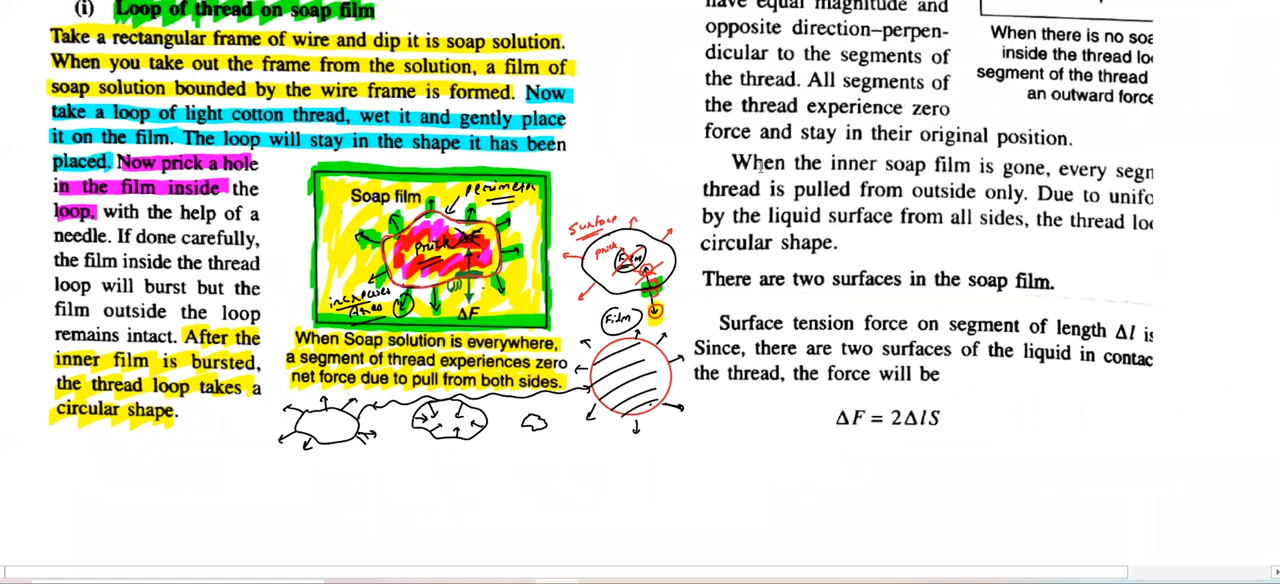 (i) Loop of thread on soap film
Take a rectangular frame of wire and dip it is soap solution.
When you take out the frame from the solution, a film of
soap solution bounded by the wire frame is formed. Now
take a loop of light cotton thread, wet it and gently place
it on the film. The loop will stay in the shape it has been
placed. Now prick a hole
in the film inside the
loop, with the help of a
needle. If done carefully,
the film inside the thread
loop will burst but the
film outside the loop
remains intact. After the
inner film is bursted,
the thread loop takes a
circular shape.
Soap film
perimeter
prick
increases
ΔF
When Soap solution is everywhere,
a segment of thread experiences zero
net force due to pull from both sides.
Surface
prick
Film
have equal magnitude and
opposite direction–perpen-
dicular to the segments of
the thread. All segments of
the thread experience zero
force and stay in their original position.
When there is no soa
inside the thread lo
segment of the thread
an outward force
When the inner soap film is gone, every segn
thread is pulled from outside only. Due to unifo
by the liquid surface from all sides, the thread lo
circular shape.
There are two surfaces in the soap film.
Surface tension force on segment of length Δl is
Since, there are two surfaces of the liquid in contac
the thread, the force will be
ΔF = 2ΔlS